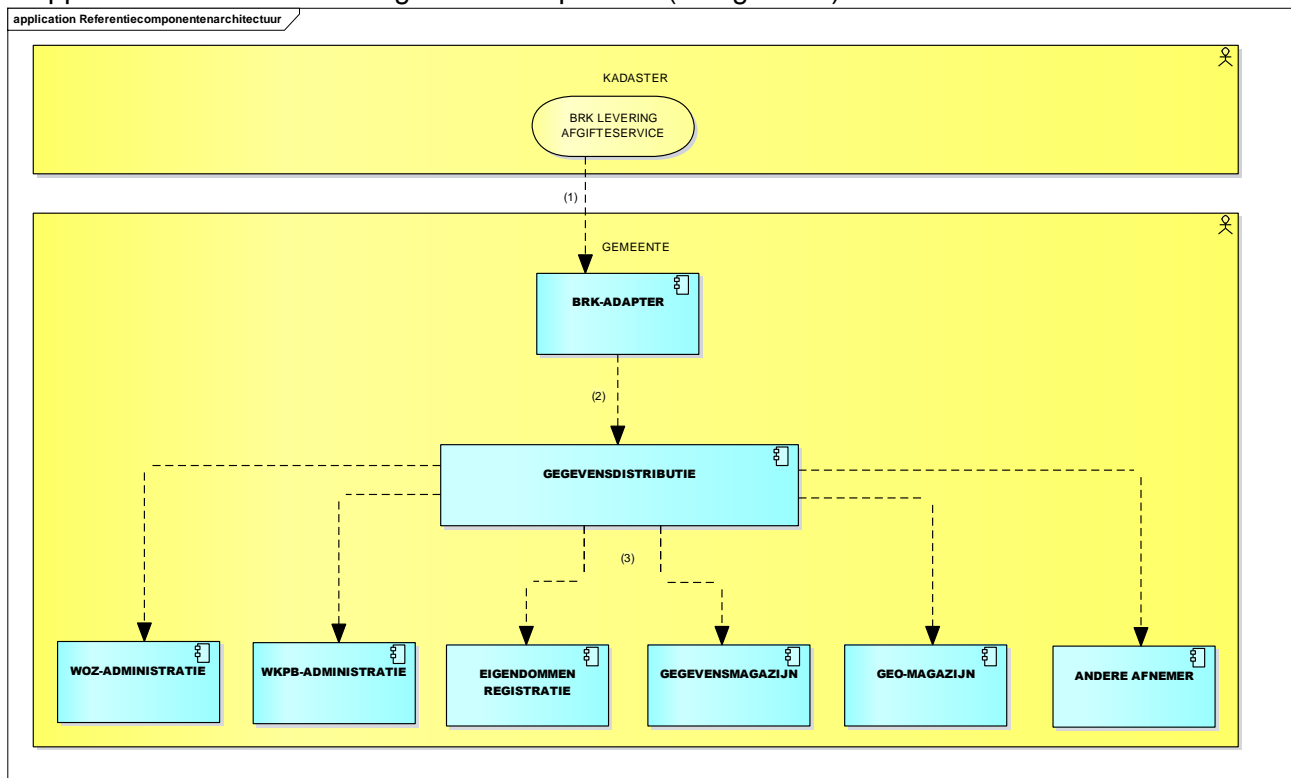 application Referentiecomponentenarchitectuur
KADASTER
BRK LEVERING
AFGIFTESERVICE
(1)
GEMEENTE
BRK-ADAPTER
(2)
GEGEVENSDISTRIBUTIE
(3)
WOZ-ADMINISTRATIE
WKPB-ADMINISTRATIE
EIGENDOMMEN
REGISTRATIE
GEGEVENSMAGAZIJN
GEO-MAGAZIJN
ANDERE AFNEMER